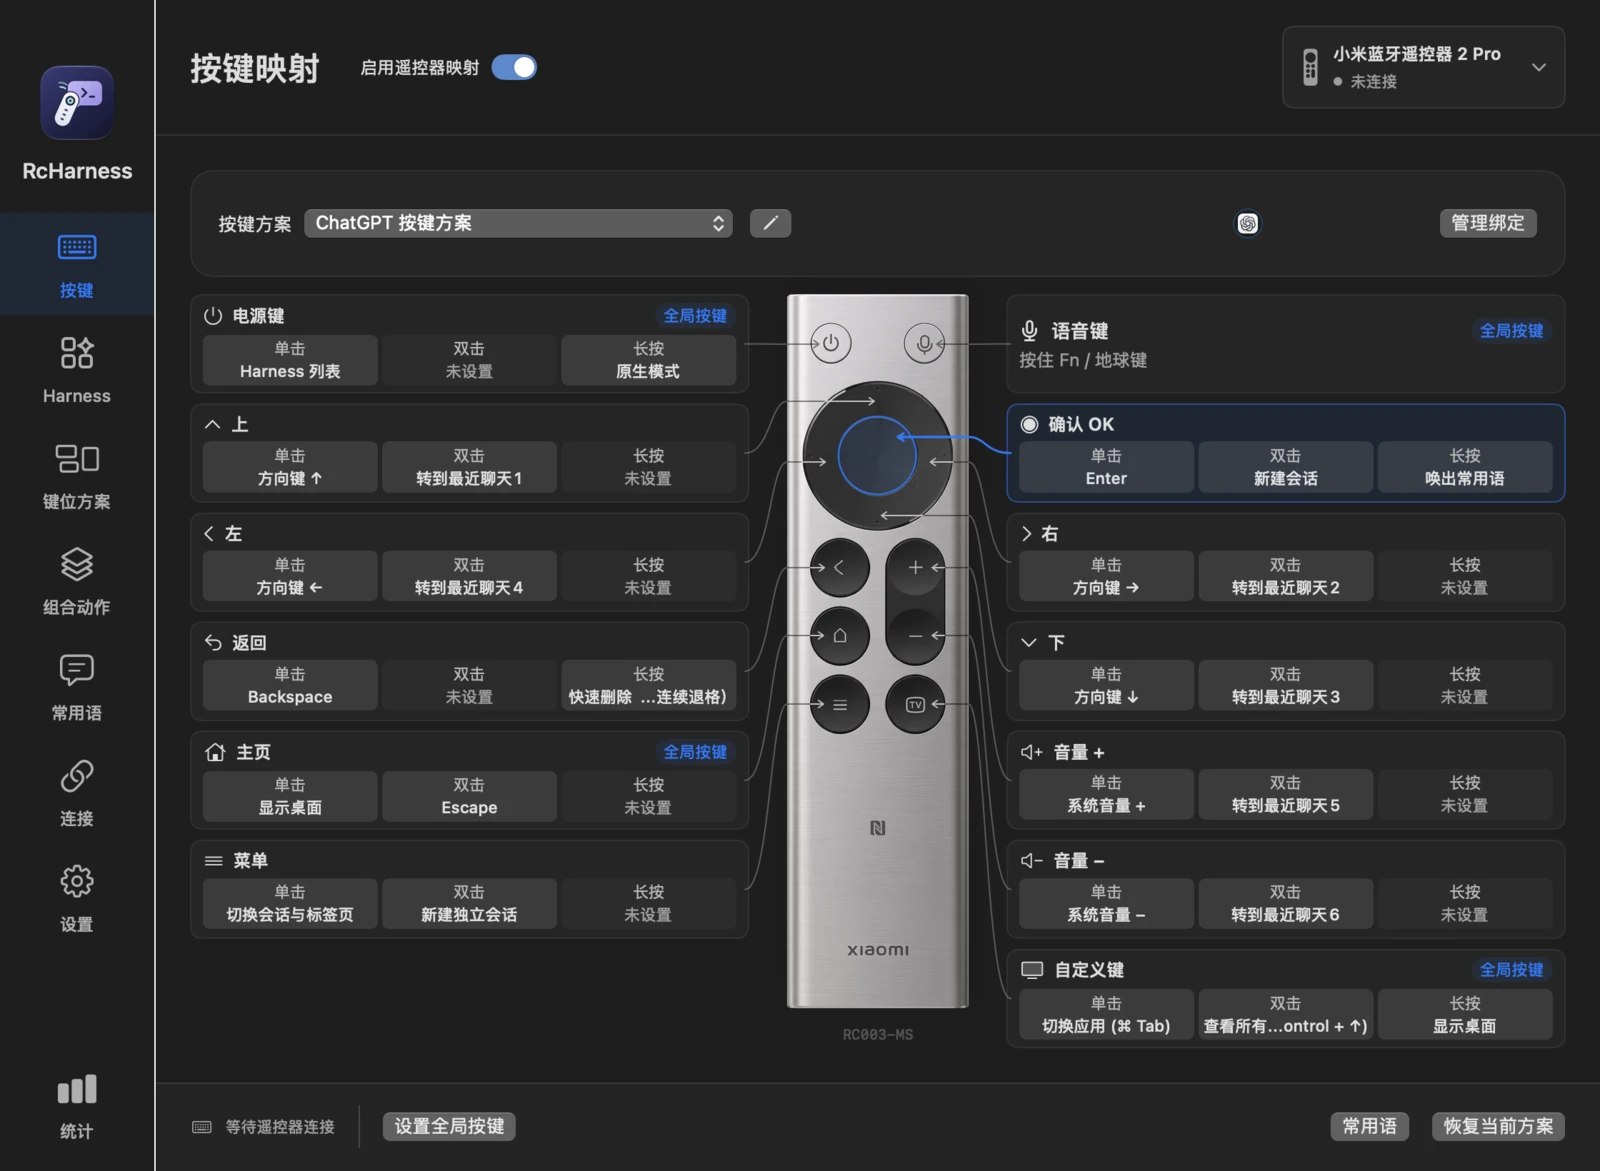 RcHarness
按键
Harness
键位方案
组合动作
常用语
连接
设置
统计
按键映射
启用遥控器映射
小米蓝牙遥控器 2 Pro
未连接
按键方案
ChatGPT 按键方案
管理绑定
电源键
全局按键
单击
Harness 列表
双击
未设置
长按
原生模式
上
单击
方向键 ↑
双击
转到最近聊天 1
长按
未设置
左
单击
方向键 ←
双击
转到最近聊天 4
长按
未设置
返回
单击
Backspace
双击
未设置
长按
快速删除 ...连续退格)
主页
全局按键
单击
显示桌面
双击
Escape
长按
未设置
菜单
单击
切换会话与标签页
双击
新建独立会话
长按
未设置
TV
xiaomi
RC003-MS
语音键
全局按键
按住 Fn / 地球键
确认 OK
单击
Enter
双击
新建会话
长按
唤出常用语
右
单击
方向键 →
双击
转到最近聊天 2
长按
未设置
下
单击
方向键 ↓
双击
转到最近聊天 3
长按
未设置
音量 +
单击
系统音量 +
双击
转到最近聊天 5
长按
未设置
音量 −
单击
系统音量 −
双击
转到最近聊天 6
长按
未设置
自定义键
全局按键
单击
切换应用 (⌘ Tab)
双击
查看所有...ontrol + ↑)
长按
显示桌面
等待遥控器连接
设置全局按键
常用语
恢复当前方案